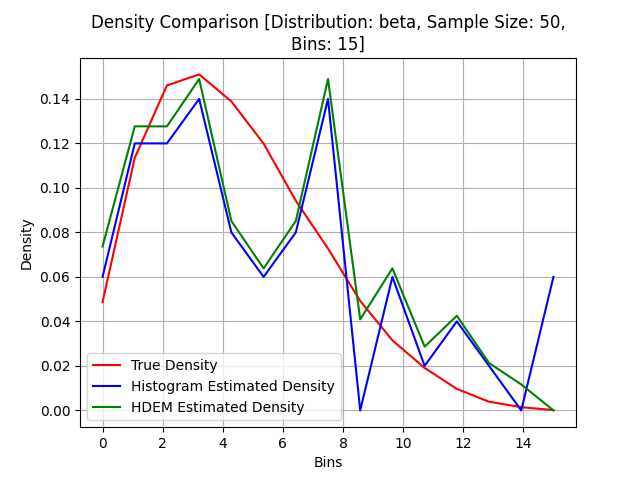 Density Comparison [Distribution: beta, Sample Size: 50,
Bins: 15]
Density
0.14
0.12
0.10
0.08
0.06
0.04
0.02
0.00
True Density
Histogram Estimated Density
HDEM Estimated Density
0 2 4 6 8 10 12 14
Bins